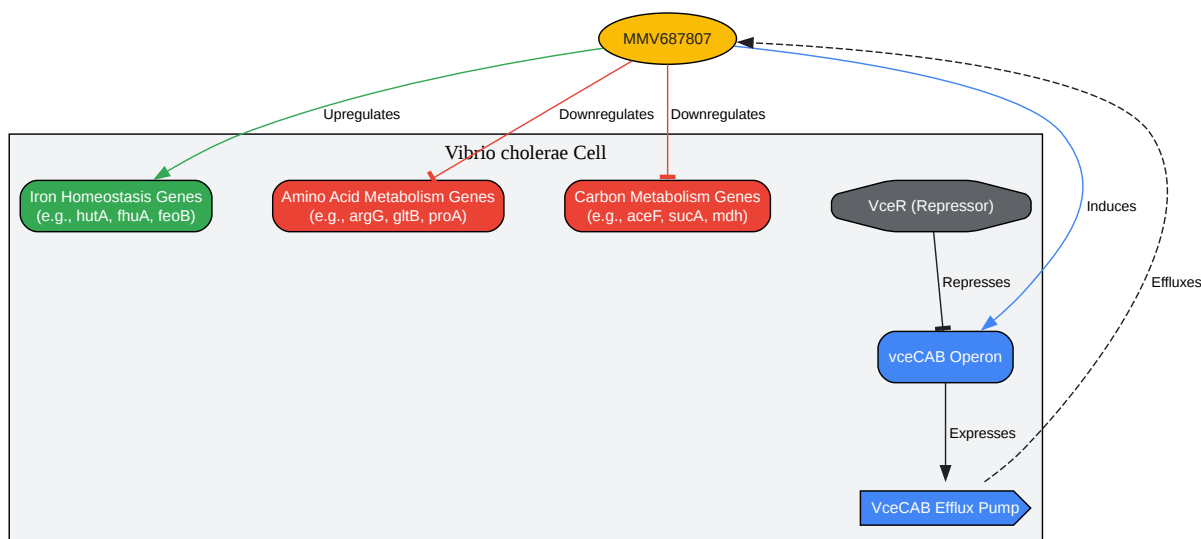 MMV687807
Upregulates
Downregulates
Downregulates
Vibrio cholerae Cell
Iron Homeostasis Genes
(e.g., hutA, fhuA, feoB)
Amino Acid Metabolism Genes
(e.g., argG, gltB, proA)
Carbon Metabolism Genes
(e.g., aceF, sucA, mdh)
VceR (Repressor)
Induces
Represses
Effluxes
vceCAB Operon
Expresses
VceCAB Efflux Pump